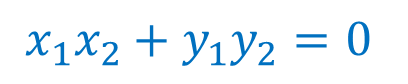 x₁x₂ + y₁y₂ = 0